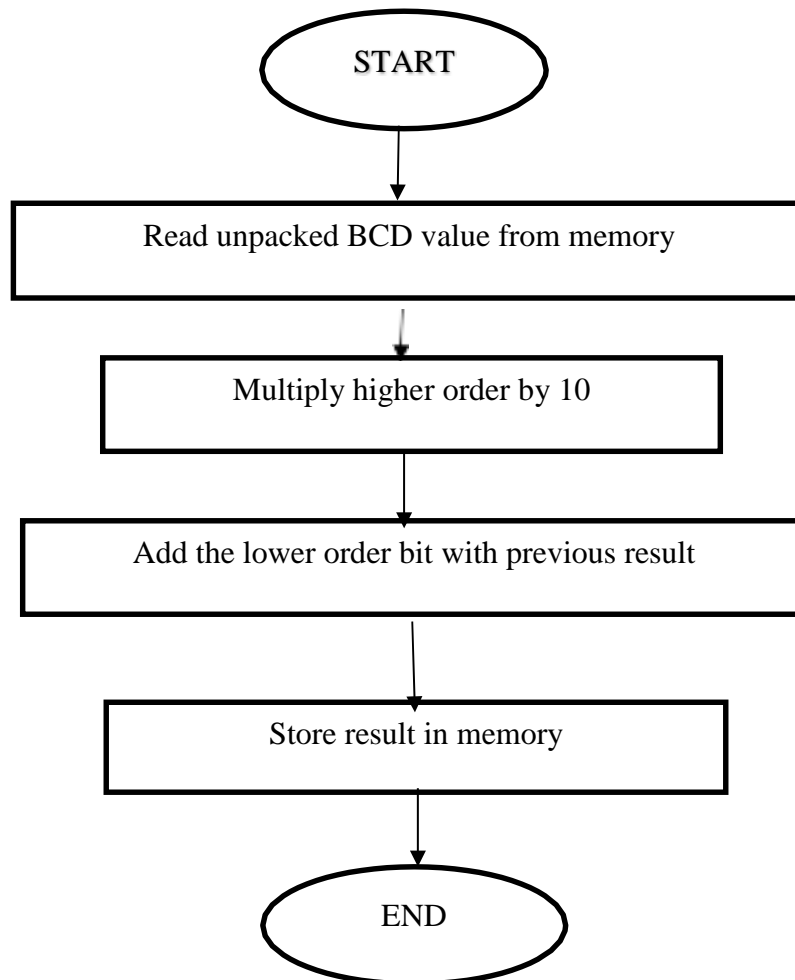 START
Read unpacked BCD value from memory
Multiply higher order by 10
Add the lower order bit with previous result
Store result in memory
END